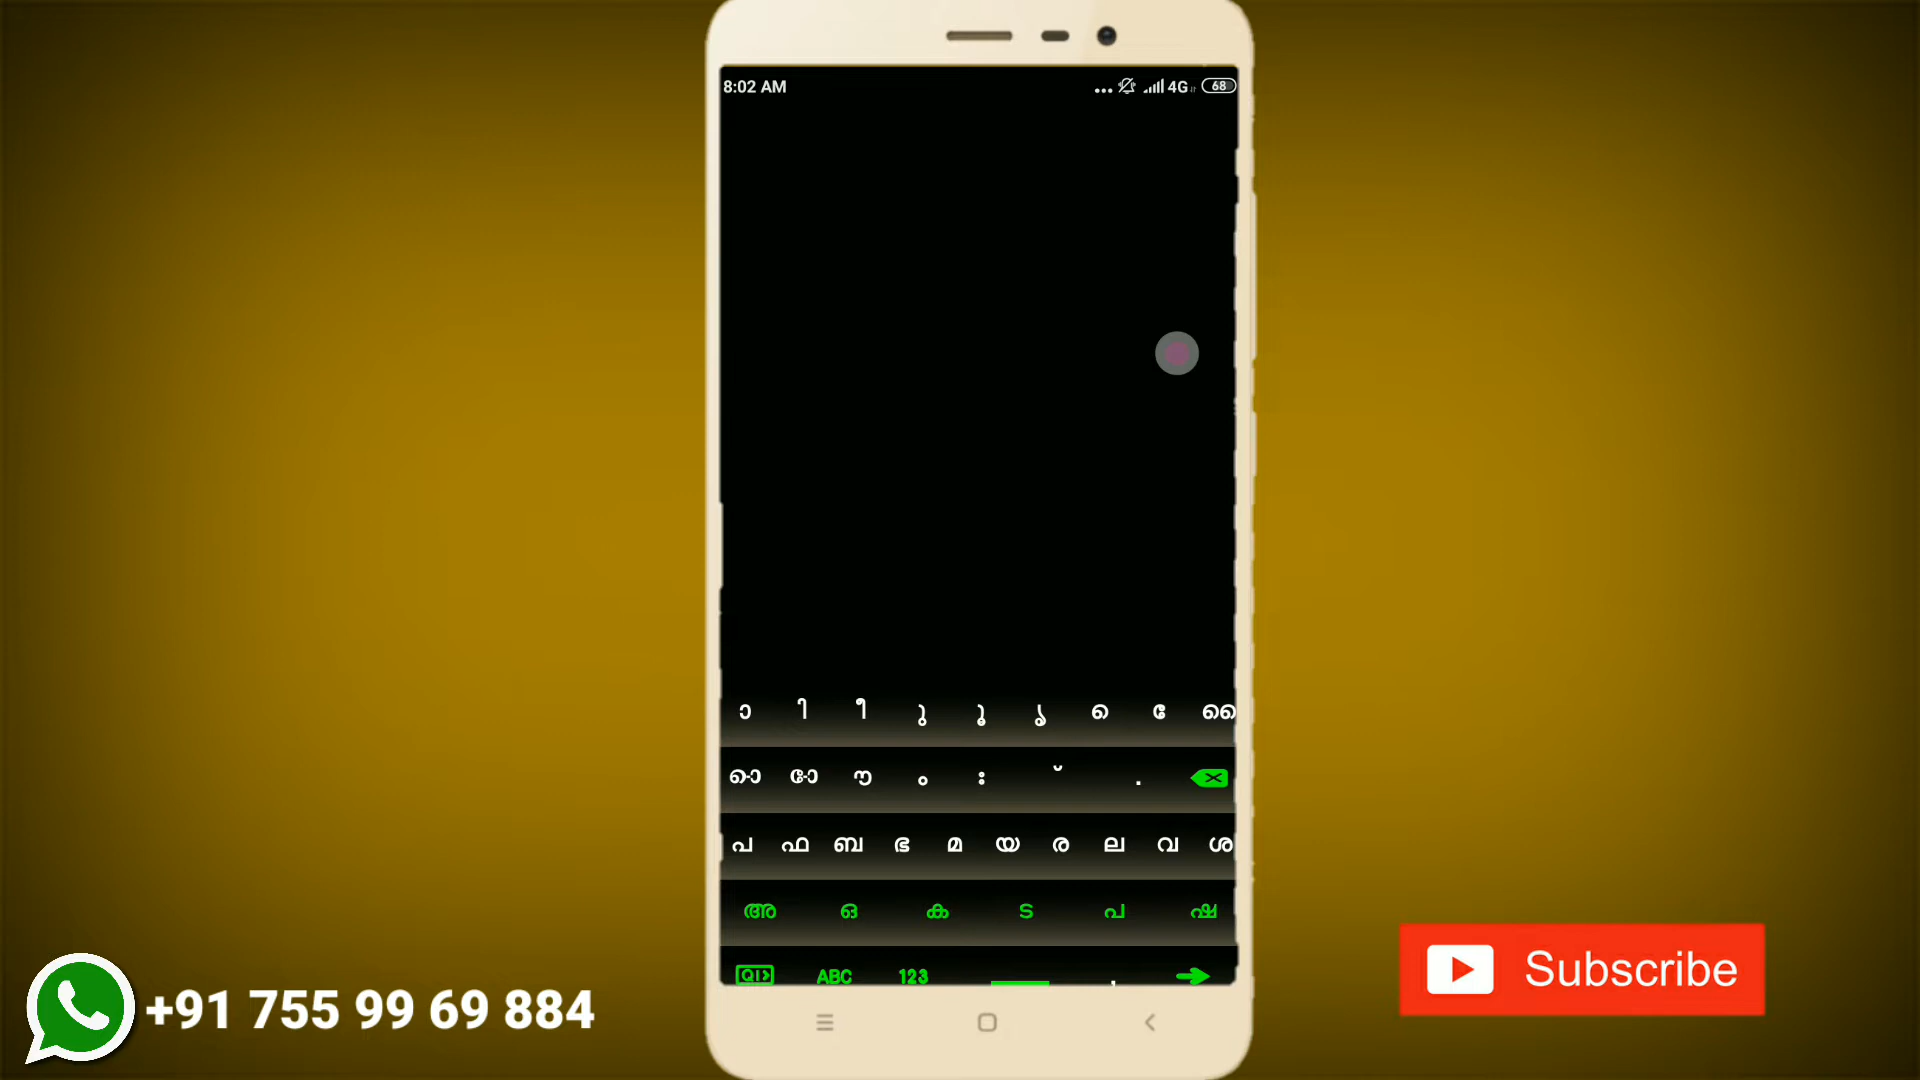 8:02 AM ... 4G 68
ാ ി ീ ു ൂ ൃ െ േ ൈ
ൊ ോ ൗ ം ഃ ് .
പ ഫ ബ ഭ മ യ ര ല വ ശ
അ ഒ ക ട പ ഷ
ABC 123 ,
+91 755 99 69 884
Subscribe